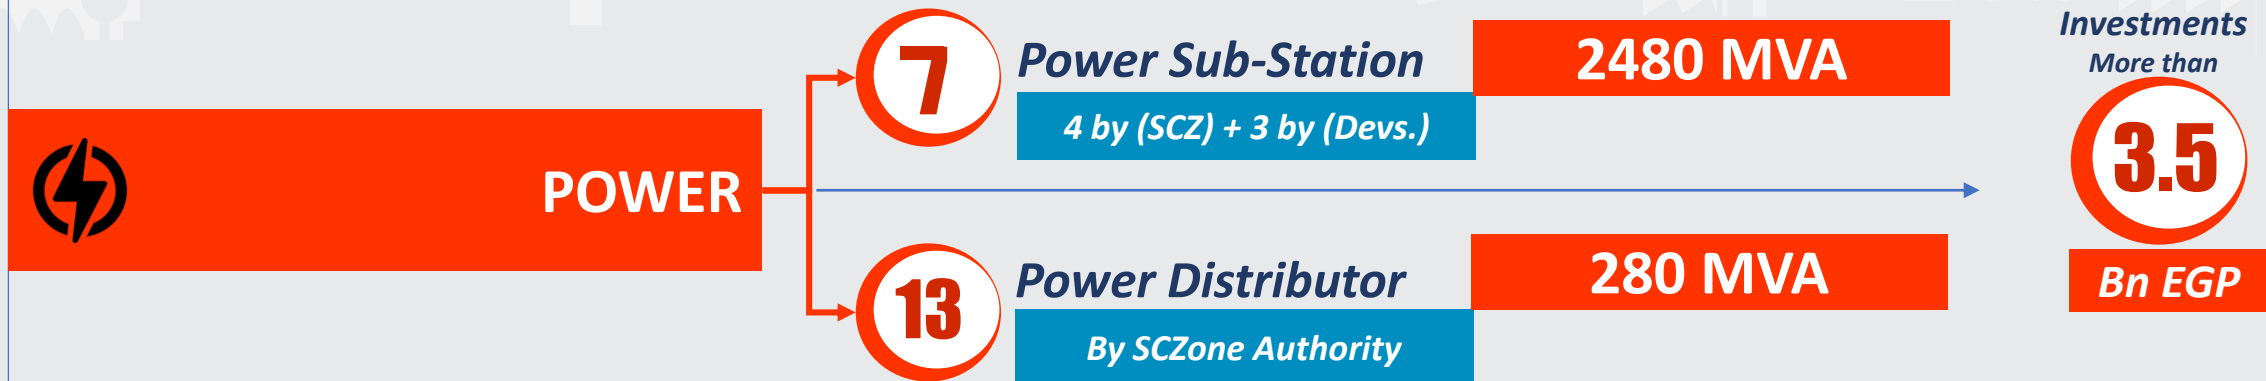 POWER
7
Power Sub-Station
2480 MVA
4 by (SCZ) + 3 by (Devs.)
13
Power Distributor
280 MVA
By SCZone Authority
Investments
More than
3.5
Bn EGP